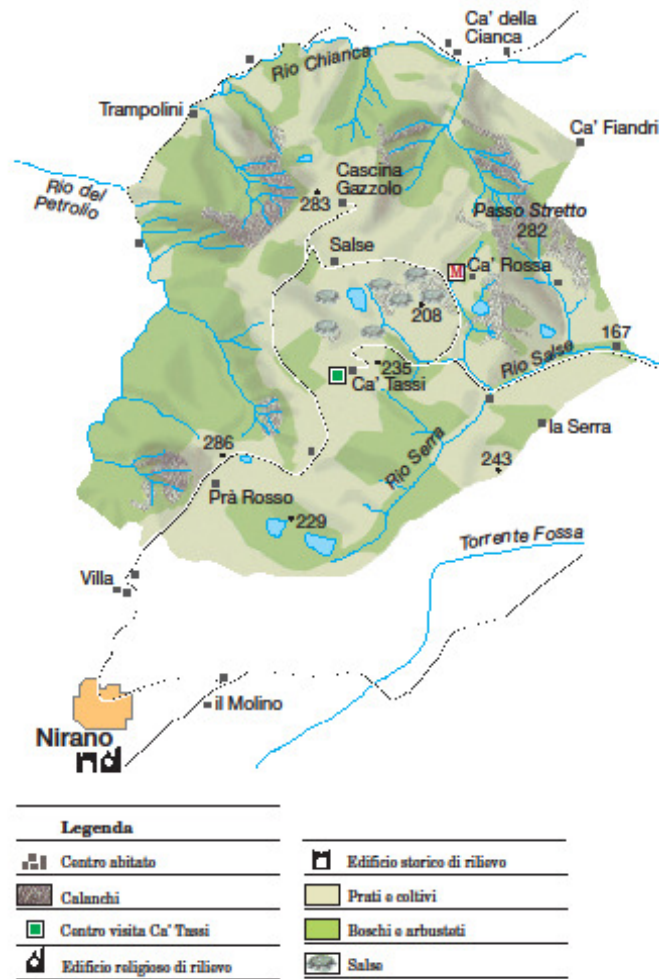 Ca' della
Cianca
Rio Chianca
Trampolini
Ca' Fiandri
Rio del
Petrolio
Cascina
Gazzolo
283
Passo Stretto
282
Salse
M
Ca' Rossa
208
167
235
Ca' Tassi
Rio Salse
la Serra
286
Rio Serra
243
Prà Rosso
229
Torrente Fossa
Villa
il Molino
Nirano
Legenda
Centro abitato
Calanchi
Centro visita Ca' Tassi
Edificio religioso di rilievo
Edificio storico di rilievo
Prati e coltivi
Boschi e arbusteti
Salse